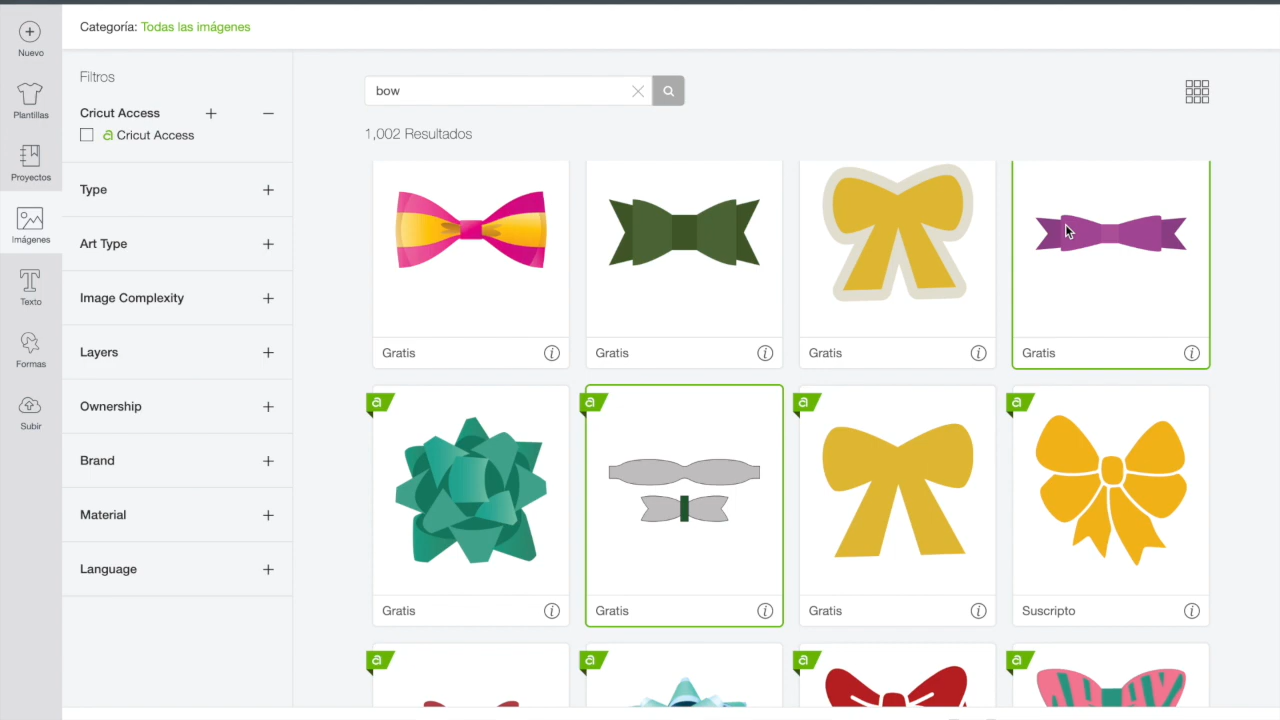 Categoría: Todas las imágenes
Nuevo
Plantillas
Proyectos
Imágenes
Texto
Formas
Subir
Filtros
Cricut Access
a Cricut Access
Type
Art Type
Image Complexity
Layers
Ownership
Brand
Material
Language
bow
1,002 Resultados
Gratis
Gratis
Gratis
Gratis
a
a
a
a
Gratis
Gratis
Gratis
Suscripto
a
a
a
a